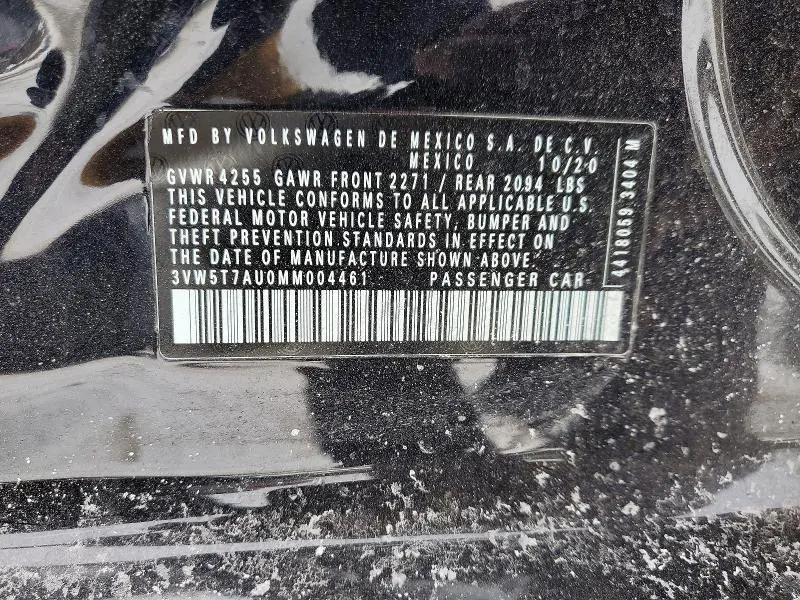 MFD BY VOLKSWAGEN DE MEXICO S.A. DE C.V.
MEXICO 10/20
GVWR 4255 GAWR FRONT 2271 / REAR 2094 LBS
THIS VEHICLE CONFORMS TO ALL APPLICABLE U.S.
FEDERAL MOTOR VEHICLE SAFETY, BUMPER AND
THEFT PREVENTION STANDARDS IN EFFECT ON
THE DATE OF MANUFACTURE SHOWN ABOVE.
3VW5T7AU0MM004461 PASSENGER CAR
4418069 3404 M